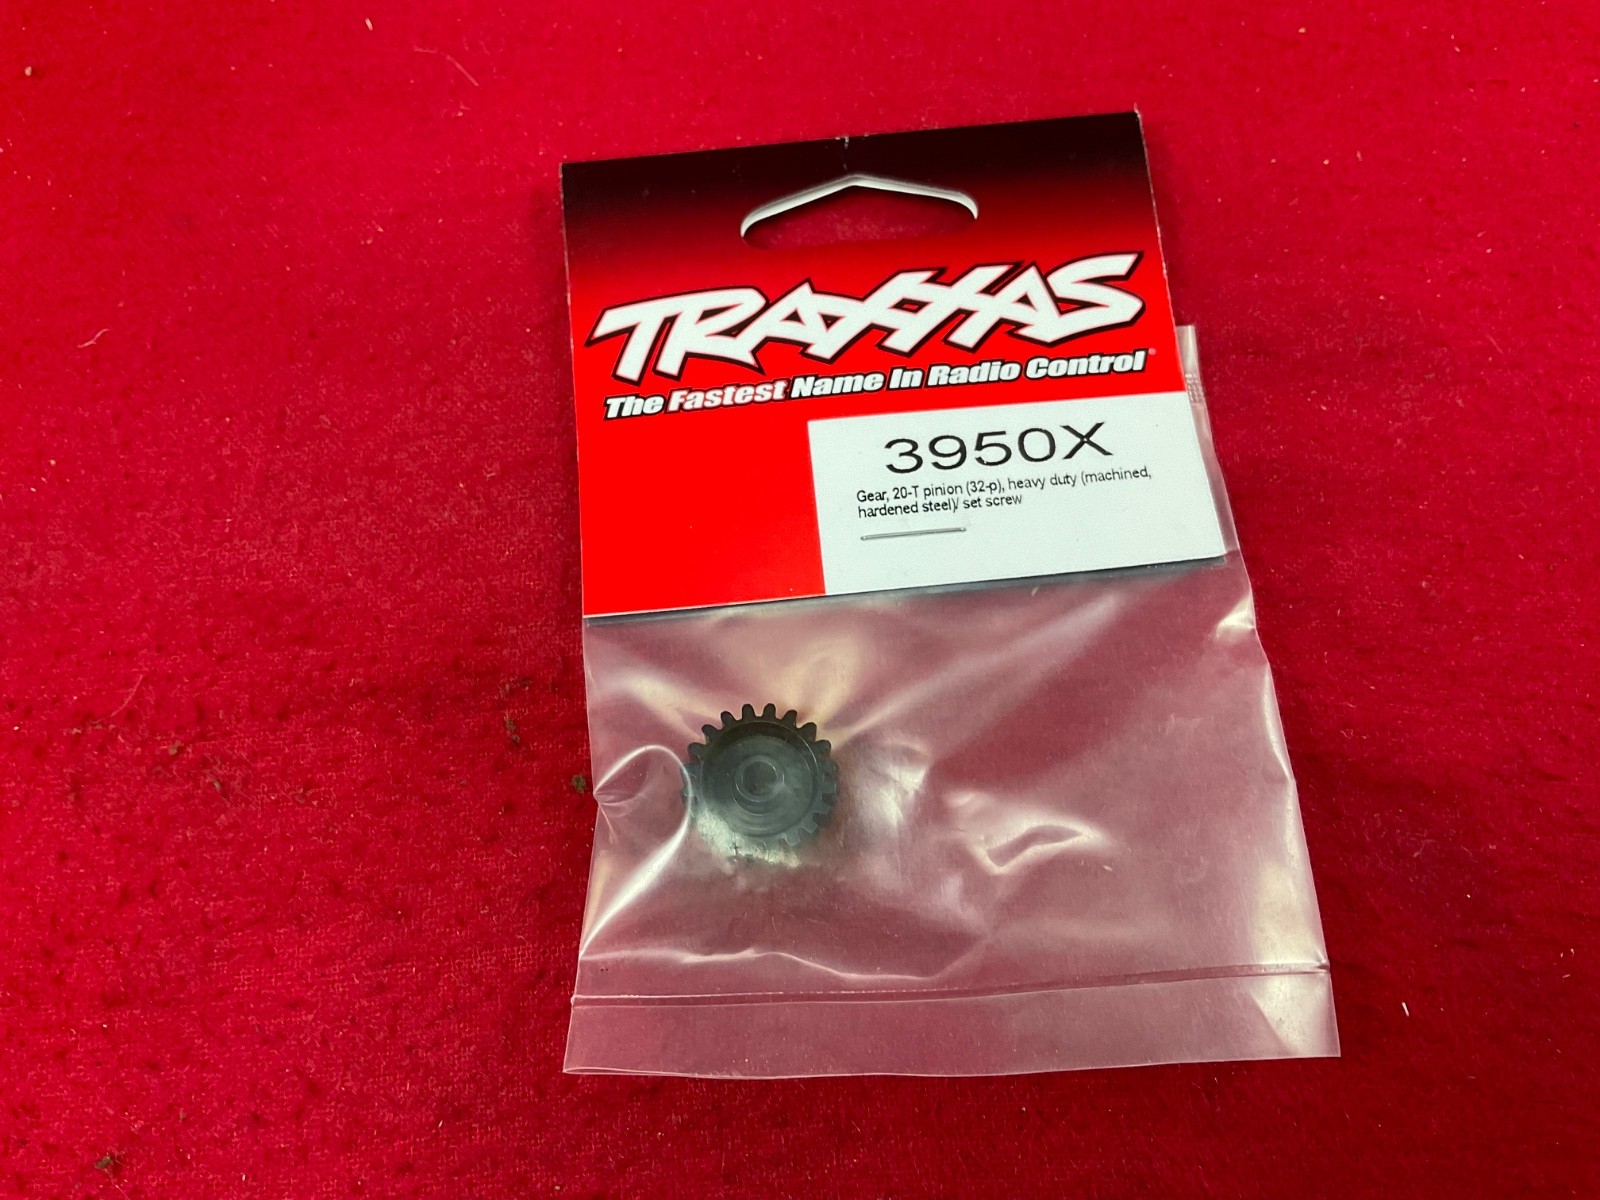 TRAXXAS
The Fastest Name In Radio Control
3950X
Gear, 20-T pinion (32-p), heavy duty (machined,
hardened steel)/ set screw